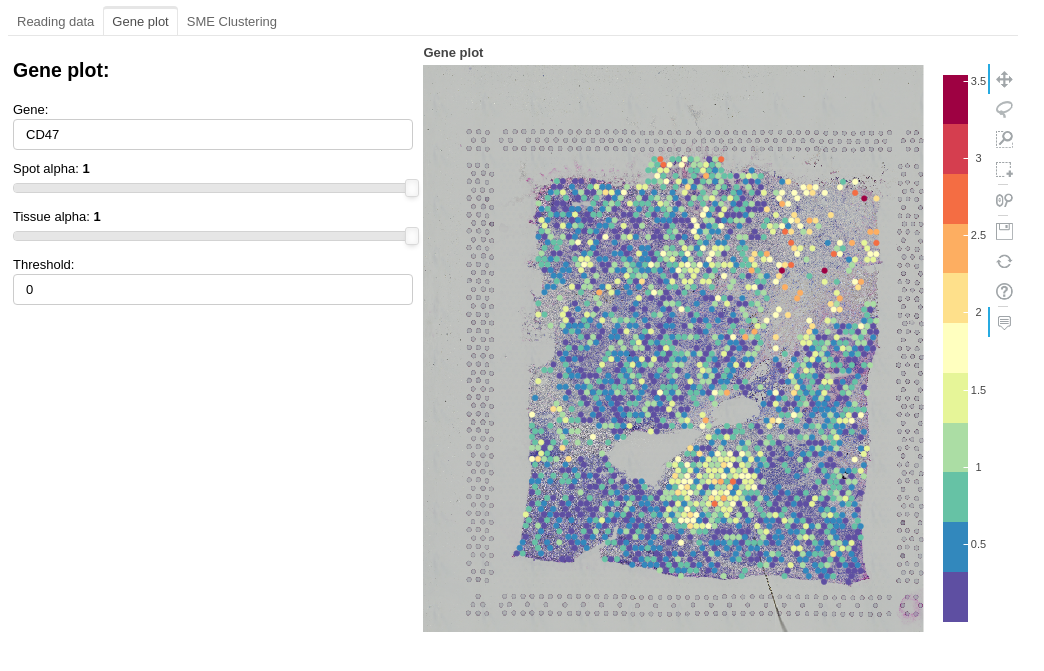 Reading data
Gene plot
SME Clustering
Gene plot:
Gene:
CD47
Spot alpha: 1
Tissue alpha: 1
Threshold:
0
Gene plot
3.5
3
2.5
2
1.5
1
0.5